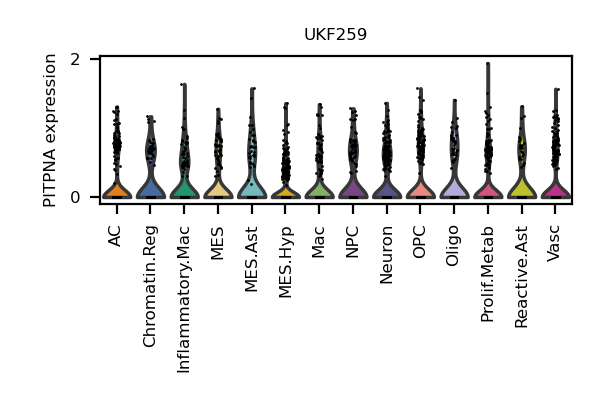 UKF259
PITPNA expression
2
0
AC
Chromatin.Reg
Inflammatory.Mac
MES
MES.Ast
MES.Hyp
Mac
NPC
Neuron
OPC
Oligo
Prolif.Metab
Reactive.Ast
Vasc